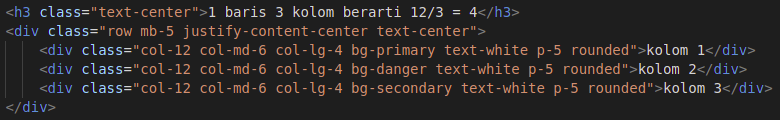 <h3 class="text-center">1 baris 3 kolom berarti 12/3 = 4</h3>
<div class="row mb-5 justify-content-center text-center">
<div class="col-12 col-md-6 col-lg-4 bg-primary text-white p-5 rounded">kolom 1</div>
<div class="col-12 col-md-6 col-lg-4 bg-danger text-white p-5 rounded">kolom 2</div>
<div class="col-12 col-md-6 col-lg-4 bg-secondary text-white p-5 rounded">kolom 3</div>
</div>